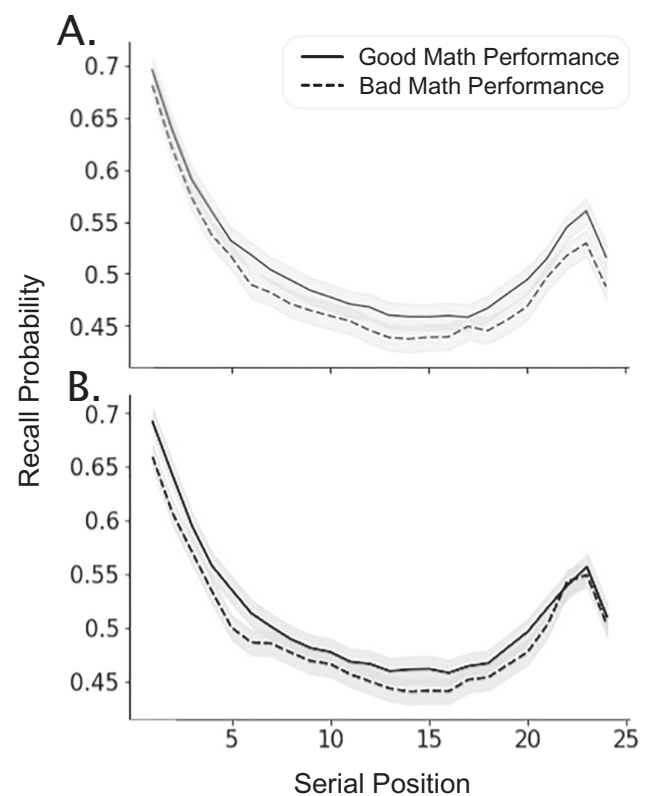 A.
Good Math Performance
Bad Math Performance
0.7
0.65
0.6
0.55
0.5
0.45
Recall Probability
B.
0.7
0.65
0.6
0.55
0.5
0.45
5 10 15 20 25
Serial Position